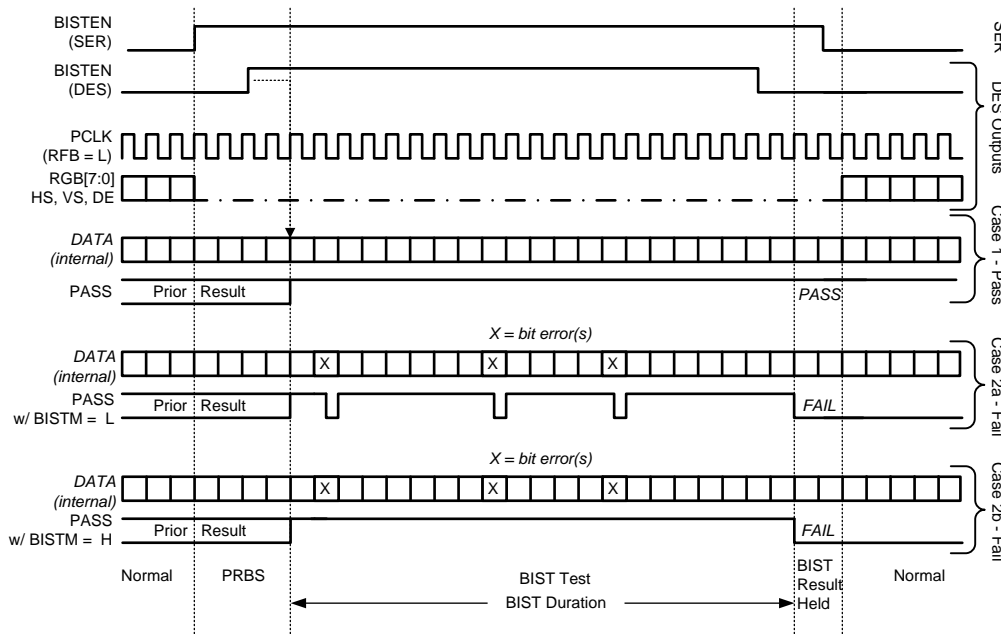 BISTEN
(SER)
SER
BISTEN
(DES)
PCLK
(RFB = L)
RGB[7:0]
HS, VS, DE
DES Outputs
DATA
(internal)
PASS
Prior
Result
PASS
Case 1 - Pass
X = bit error(s)
DATA
(internal)
X
X
X
PASS
w/ BISTM = L
Prior
Result
FAIL
Case 2a - Fail
X = bit error(s)
DATA
(internal)
X
X
X
PASS
w/ BISTM = H
Prior
Result
FAIL
Case 2b - Fail
Normal
PRBS
BIST Test
BIST Duration
BIST
Result
Held
Normal